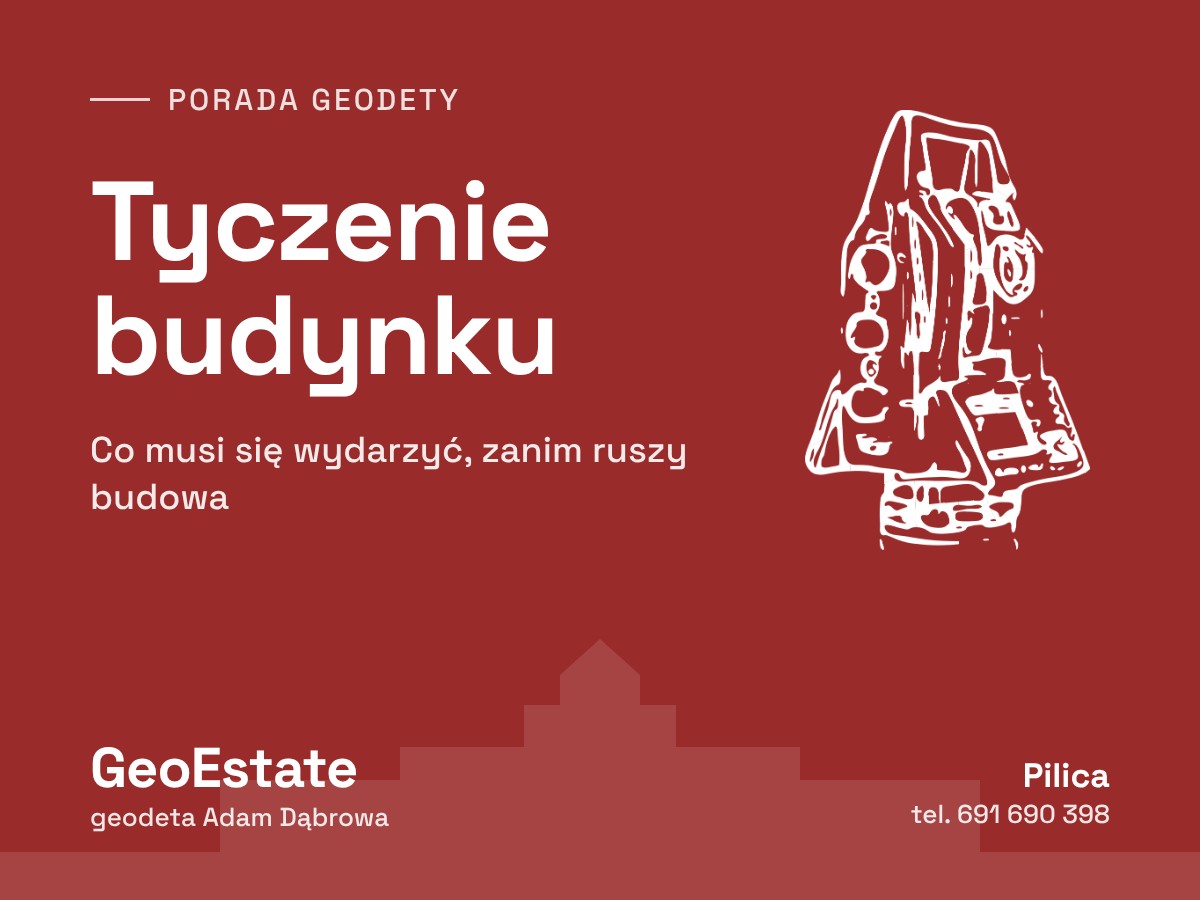 PORADA GEODETY
Tyczenie
budynku
Co musi się wydarzyć, zanim ruszy
budowa
GeoEstate
geodeta Adam Dąbrowa
Pilica
tel. 691 690 398